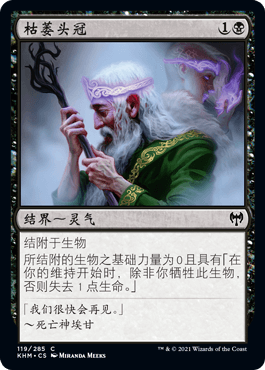 枯萎头冠 1
结界～灵气
结附于生物
所结附的生物之基础力量为0且具有「在
你的维持开始时，除非你牺牲此生物，
否则失去1点生命。」
「我们很快会再见。」
～死亡神埃甘
119/285 C
KHM • CS MIRANDA MEEKS
™ & © 2021 Wizards of the Coast